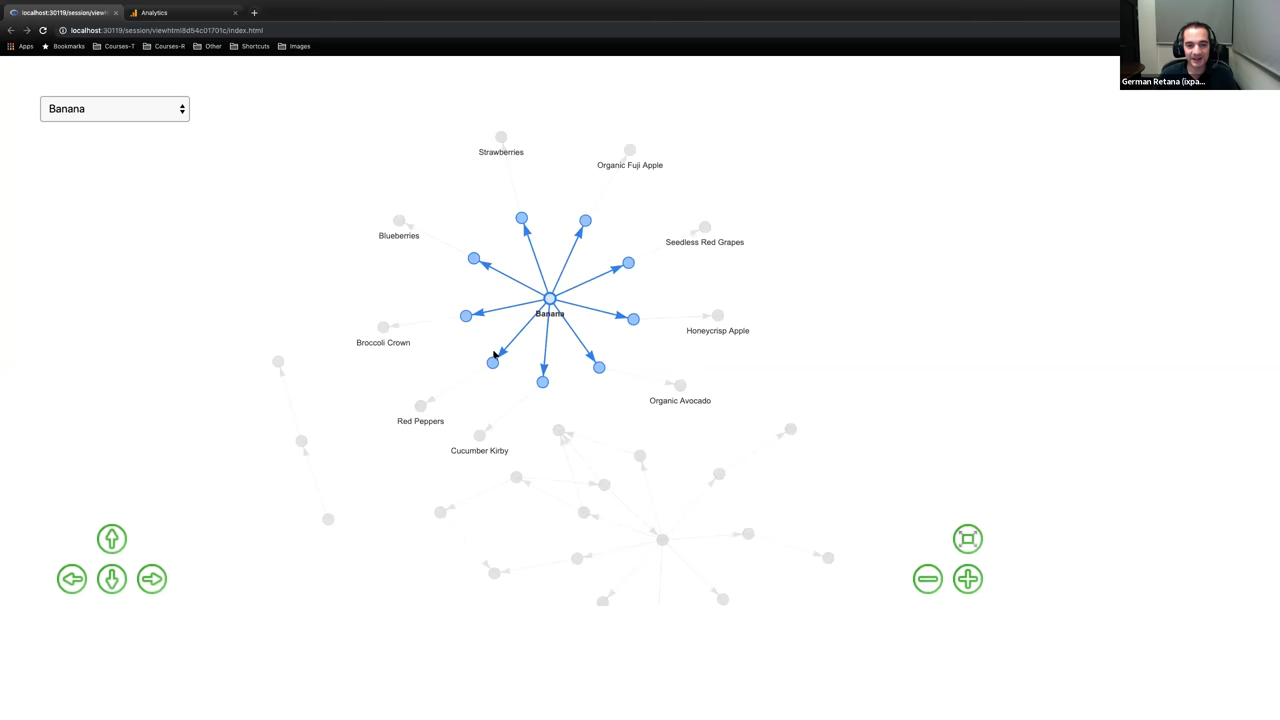 localhost:30119/session/viewh
Analytics
localhost:30119/session/viewhtml8d54c01701c/index.html
Apps
Bookmarks
Courses-T
Courses-R
Other
Shortcuts
Images
German Retana (ixpa...
Banana
Strawberries
Organic Fuji Apple
Blueberries
Seedless Red Grapes
Banana
Honeycrisp Apple
Broccoli Crown
Organic Avocado
Red Peppers
Cucumber Kirby